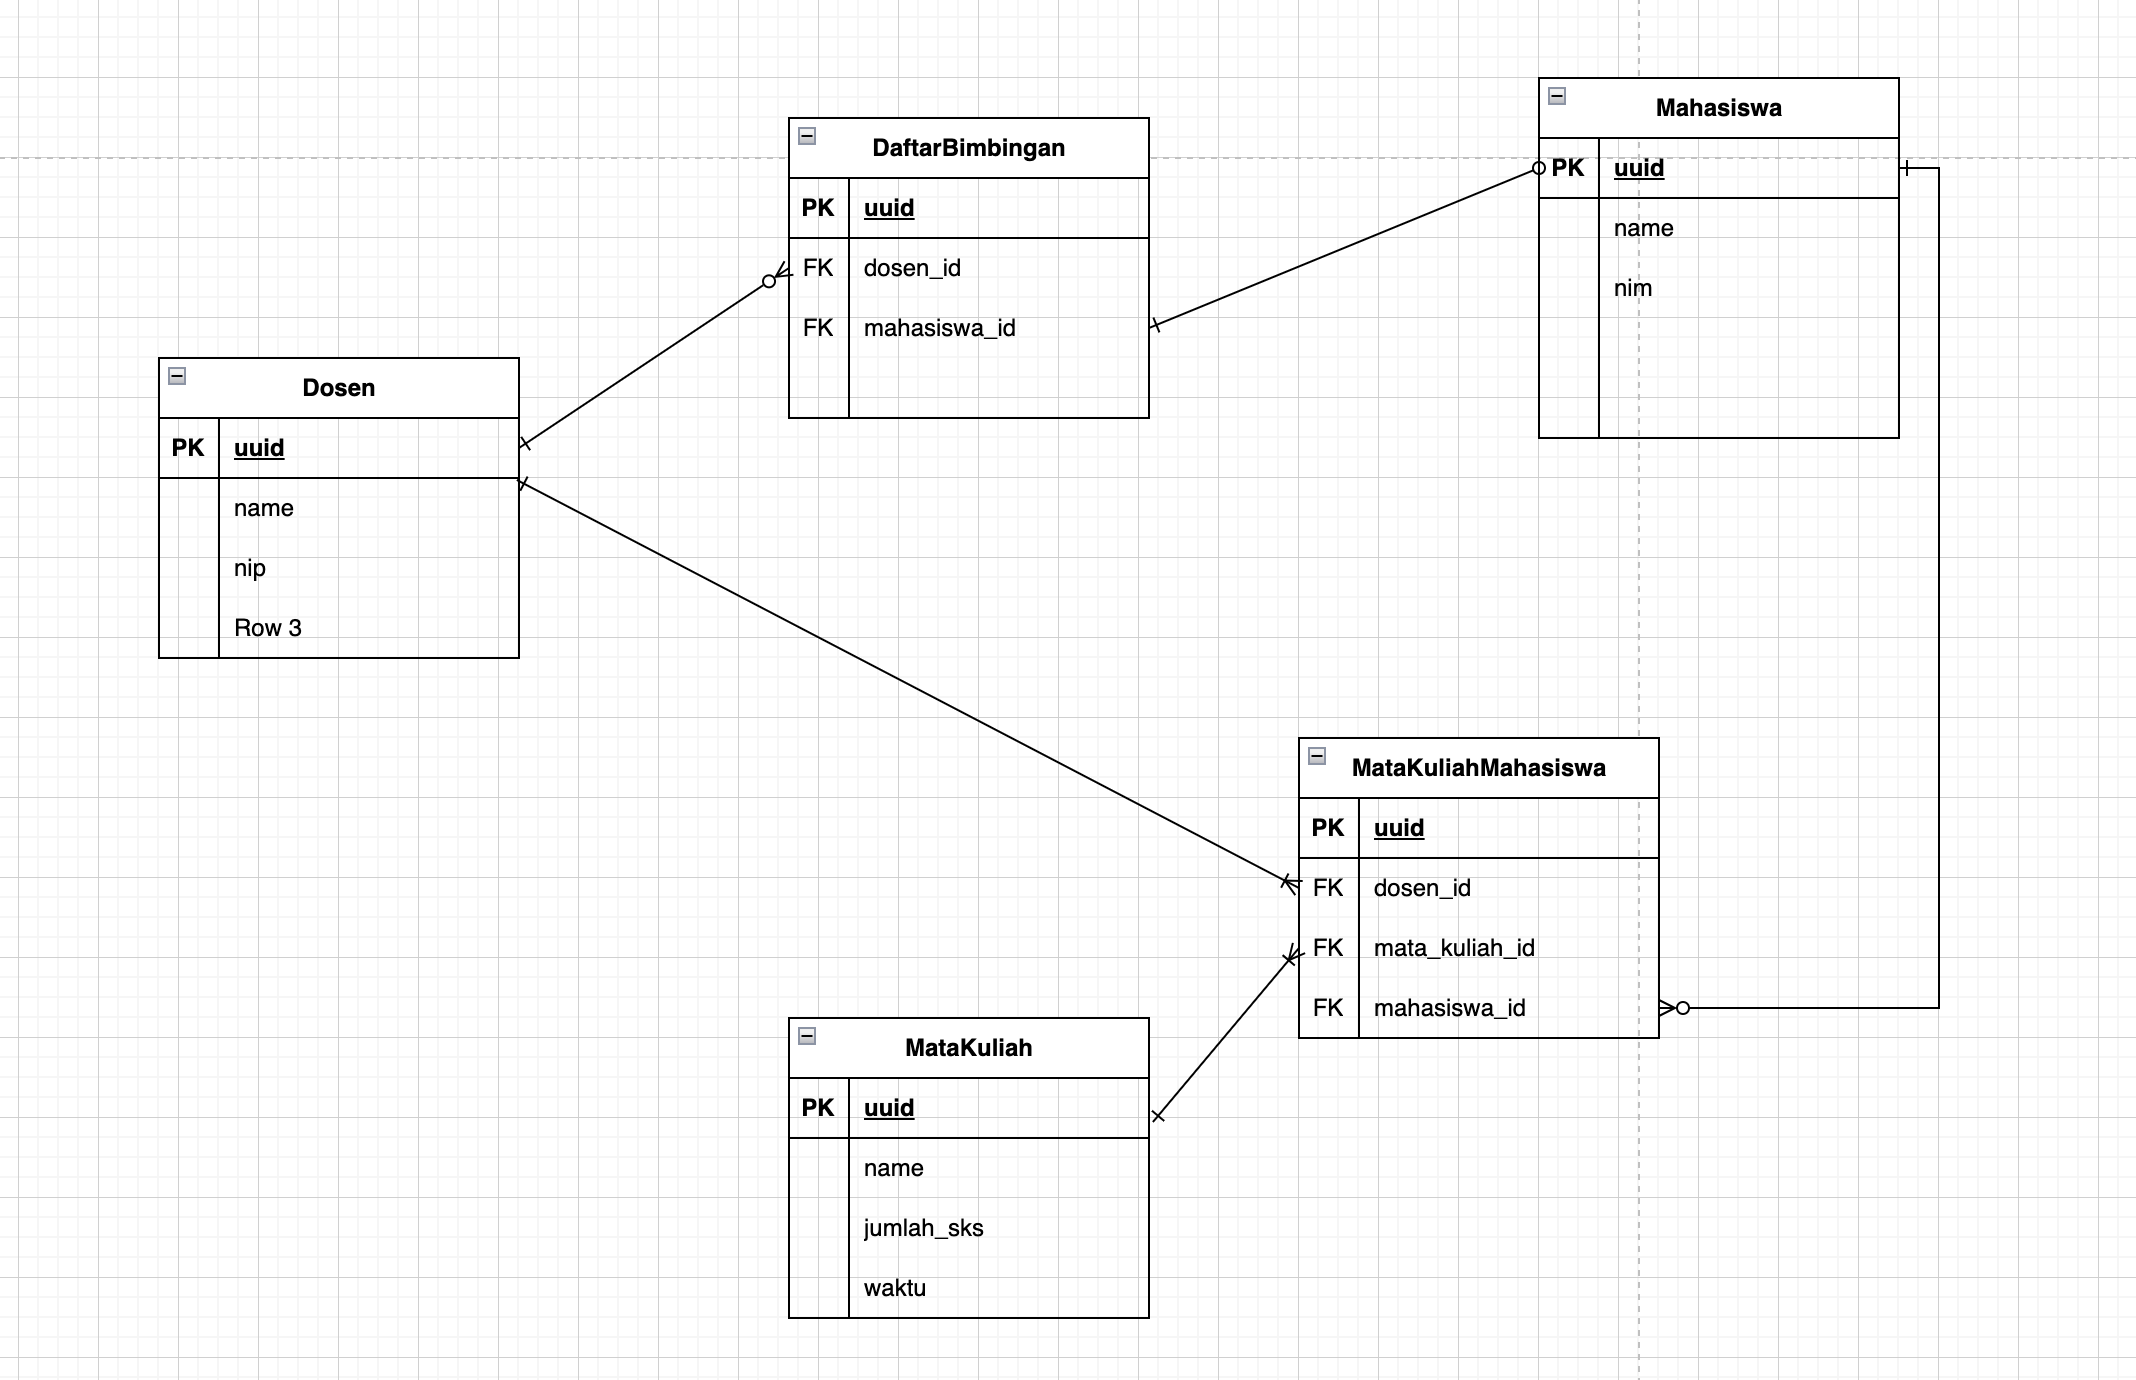 Mahasiswa
PK uuid
name
nim
DaftarBimbingan
PK uuid
FK dosen_id
FK mahasiswa_id
Dosen
PK uuid
name
nip
Row 3
MataKuliahMahasiswa
PK uuid
FK dosen_id
FK mata_kuliah_id
FK mahasiswa_id
MataKuliah
PK uuid
name
jumlah_sks
waktu